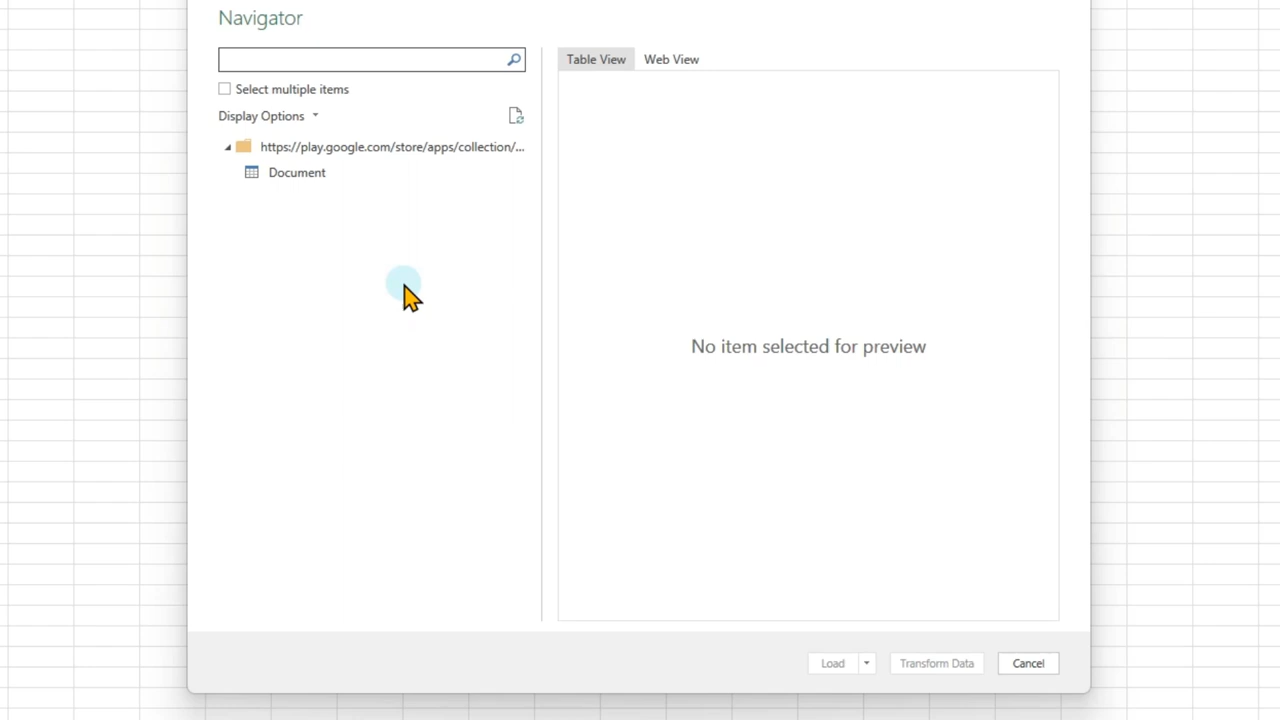 Navigator
Table View
Web View
Select multiple items
Display Options
https://play.google.com/store/apps/collection/...
Document
No item selected for preview
Load
Transform Data
Cancel